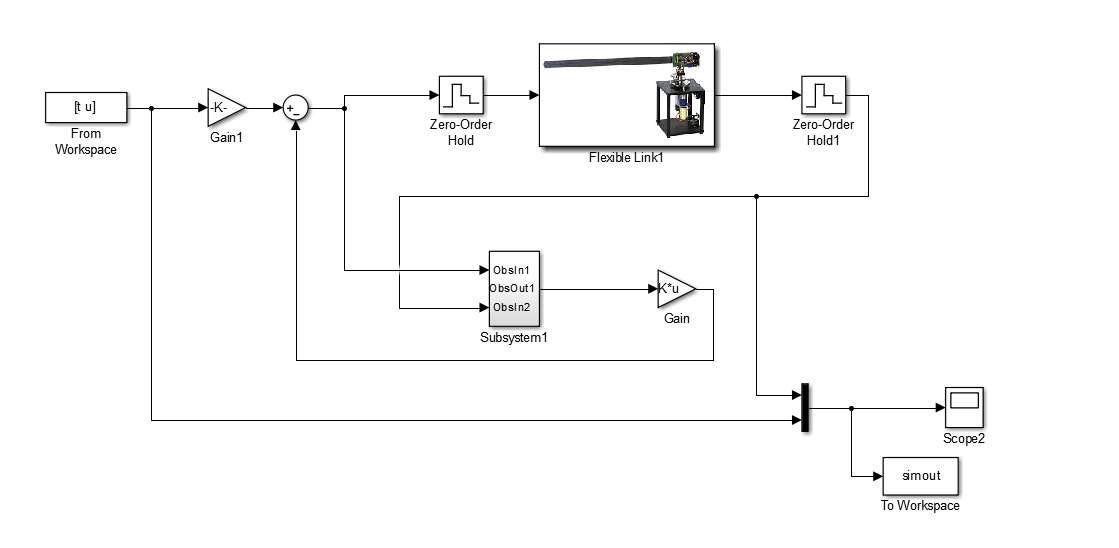 [t u]
From
Workspace
-K-
Gain1
+
−
Zero-Order
Hold
Flexible Link1
Zero-Order
Hold1
ObsIn1
ObsOut1
ObsIn2
Subsystem1
K*u
Gain
Scope2
simout
To Workspace